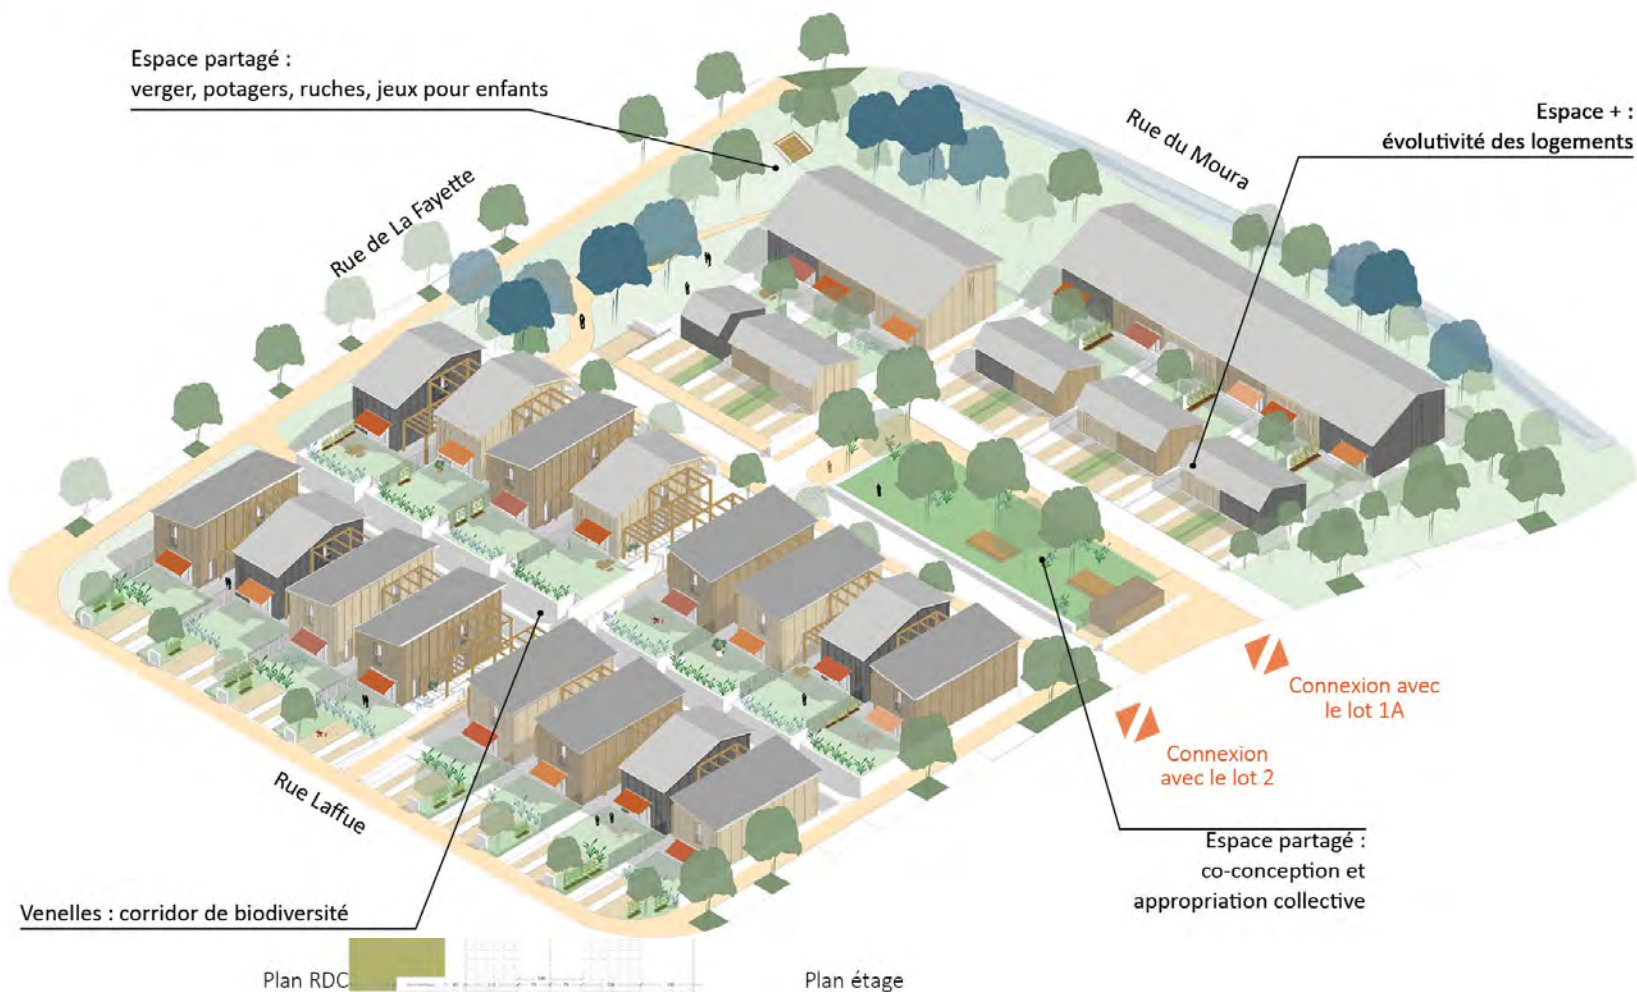 Espace partagé :
verger, potagers, ruches, jeux pour enfants
Espace + :
évolutivité des logements
Rue du Moura
Rue de La Fayette
Connexion avec
le lot 1A
Connexion
avec le lot 2
Rue Laffue
Espace partagé :
co-conception et
appropriation collective
Venelles : corridor de biodiversité
Plan RDC
Plan étage